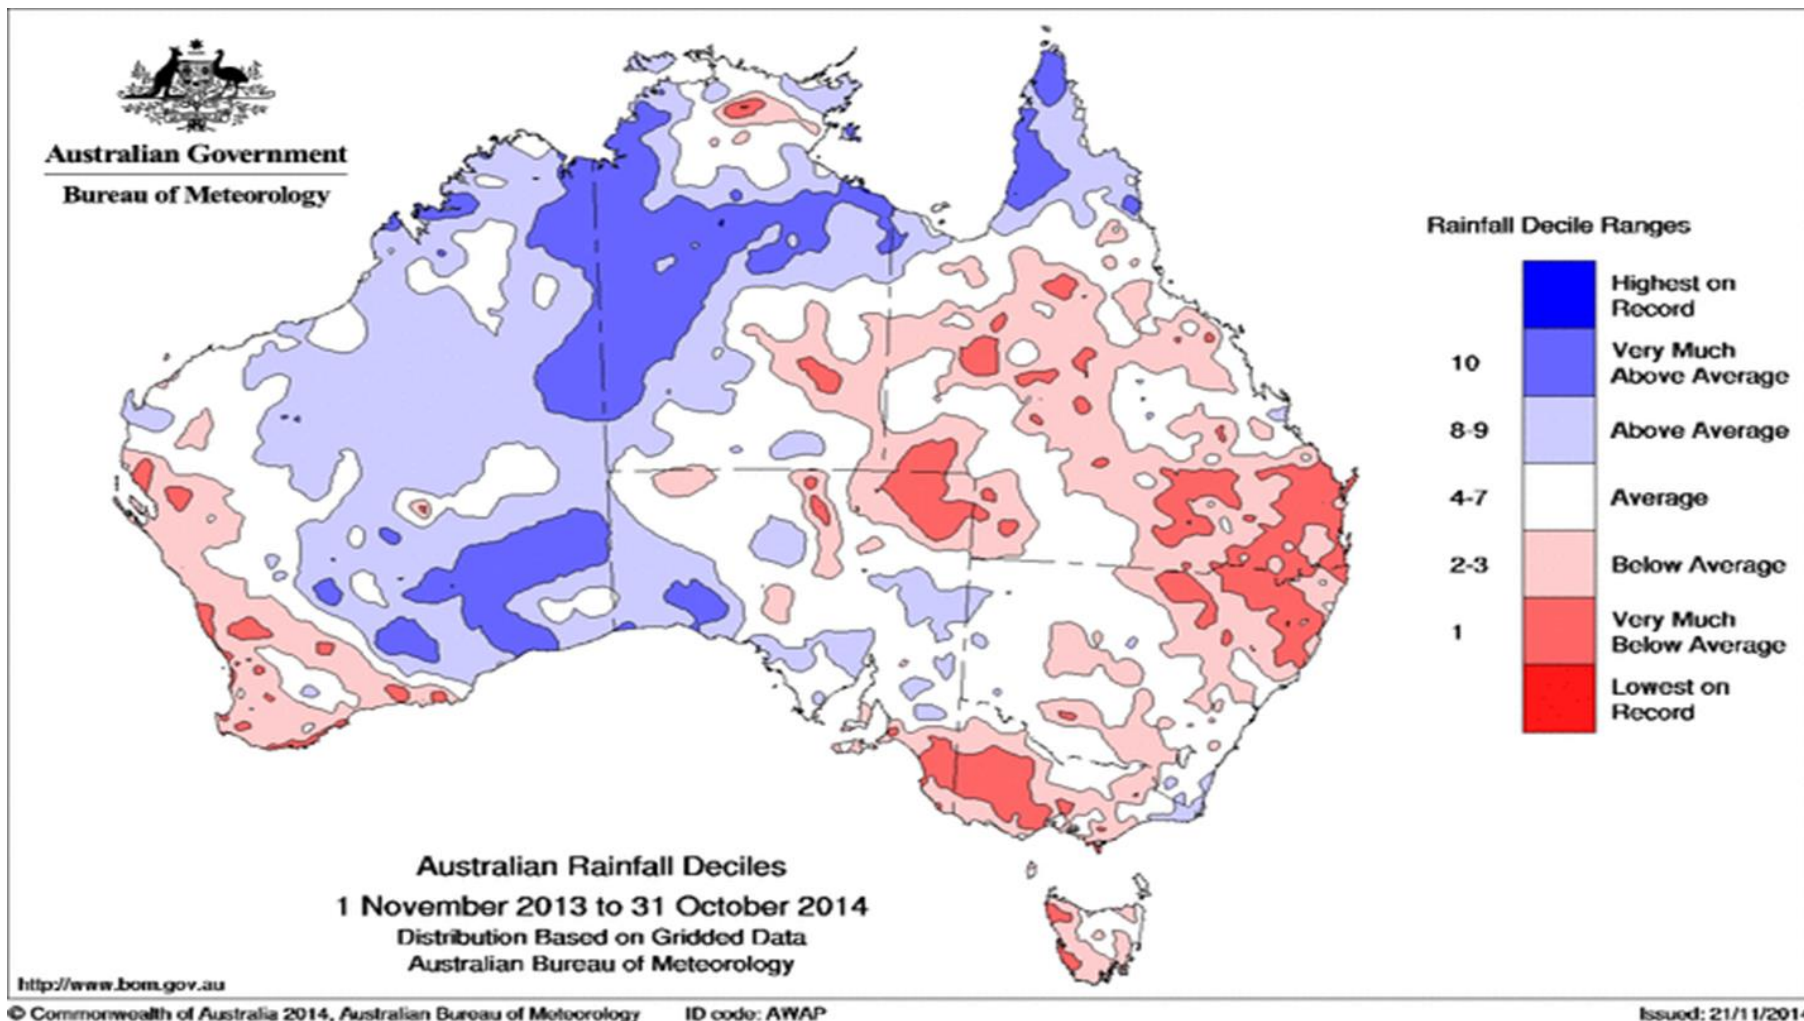 Australian Government
Bureau of Meteorology
Rainfall Decile Ranges
Highest on
Record
10
Very Much
Above Average
8-9
Above Average
4-7
Average
2-3
Below Average
1
Very Much
Below Average
Lowest on
Record
Australian Rainfall Deciles
1 November 2013 to 31 October 2014
Distribution Based on Gridded Data
Australian Bureau of Meteorology
http://www.bom.gov.au
© Commonwealth of Australia 2014, Australian Bureau of Meteorology ID code: AWAP Issued: 21/11/2014